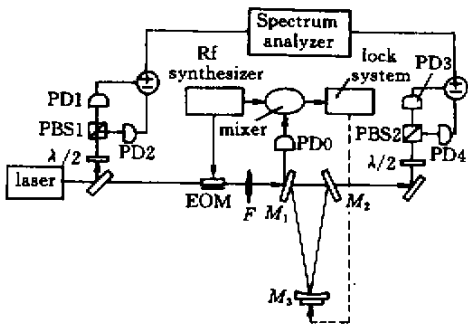 Spectrum
analyzer
Rf
synthesizer
lock
system
PD3
PD1
mixer
PBS1
PD2
PD0
PBS2
PD4
λ/2
λ/2
laser
EOM
F
M₁
M₂
M₃